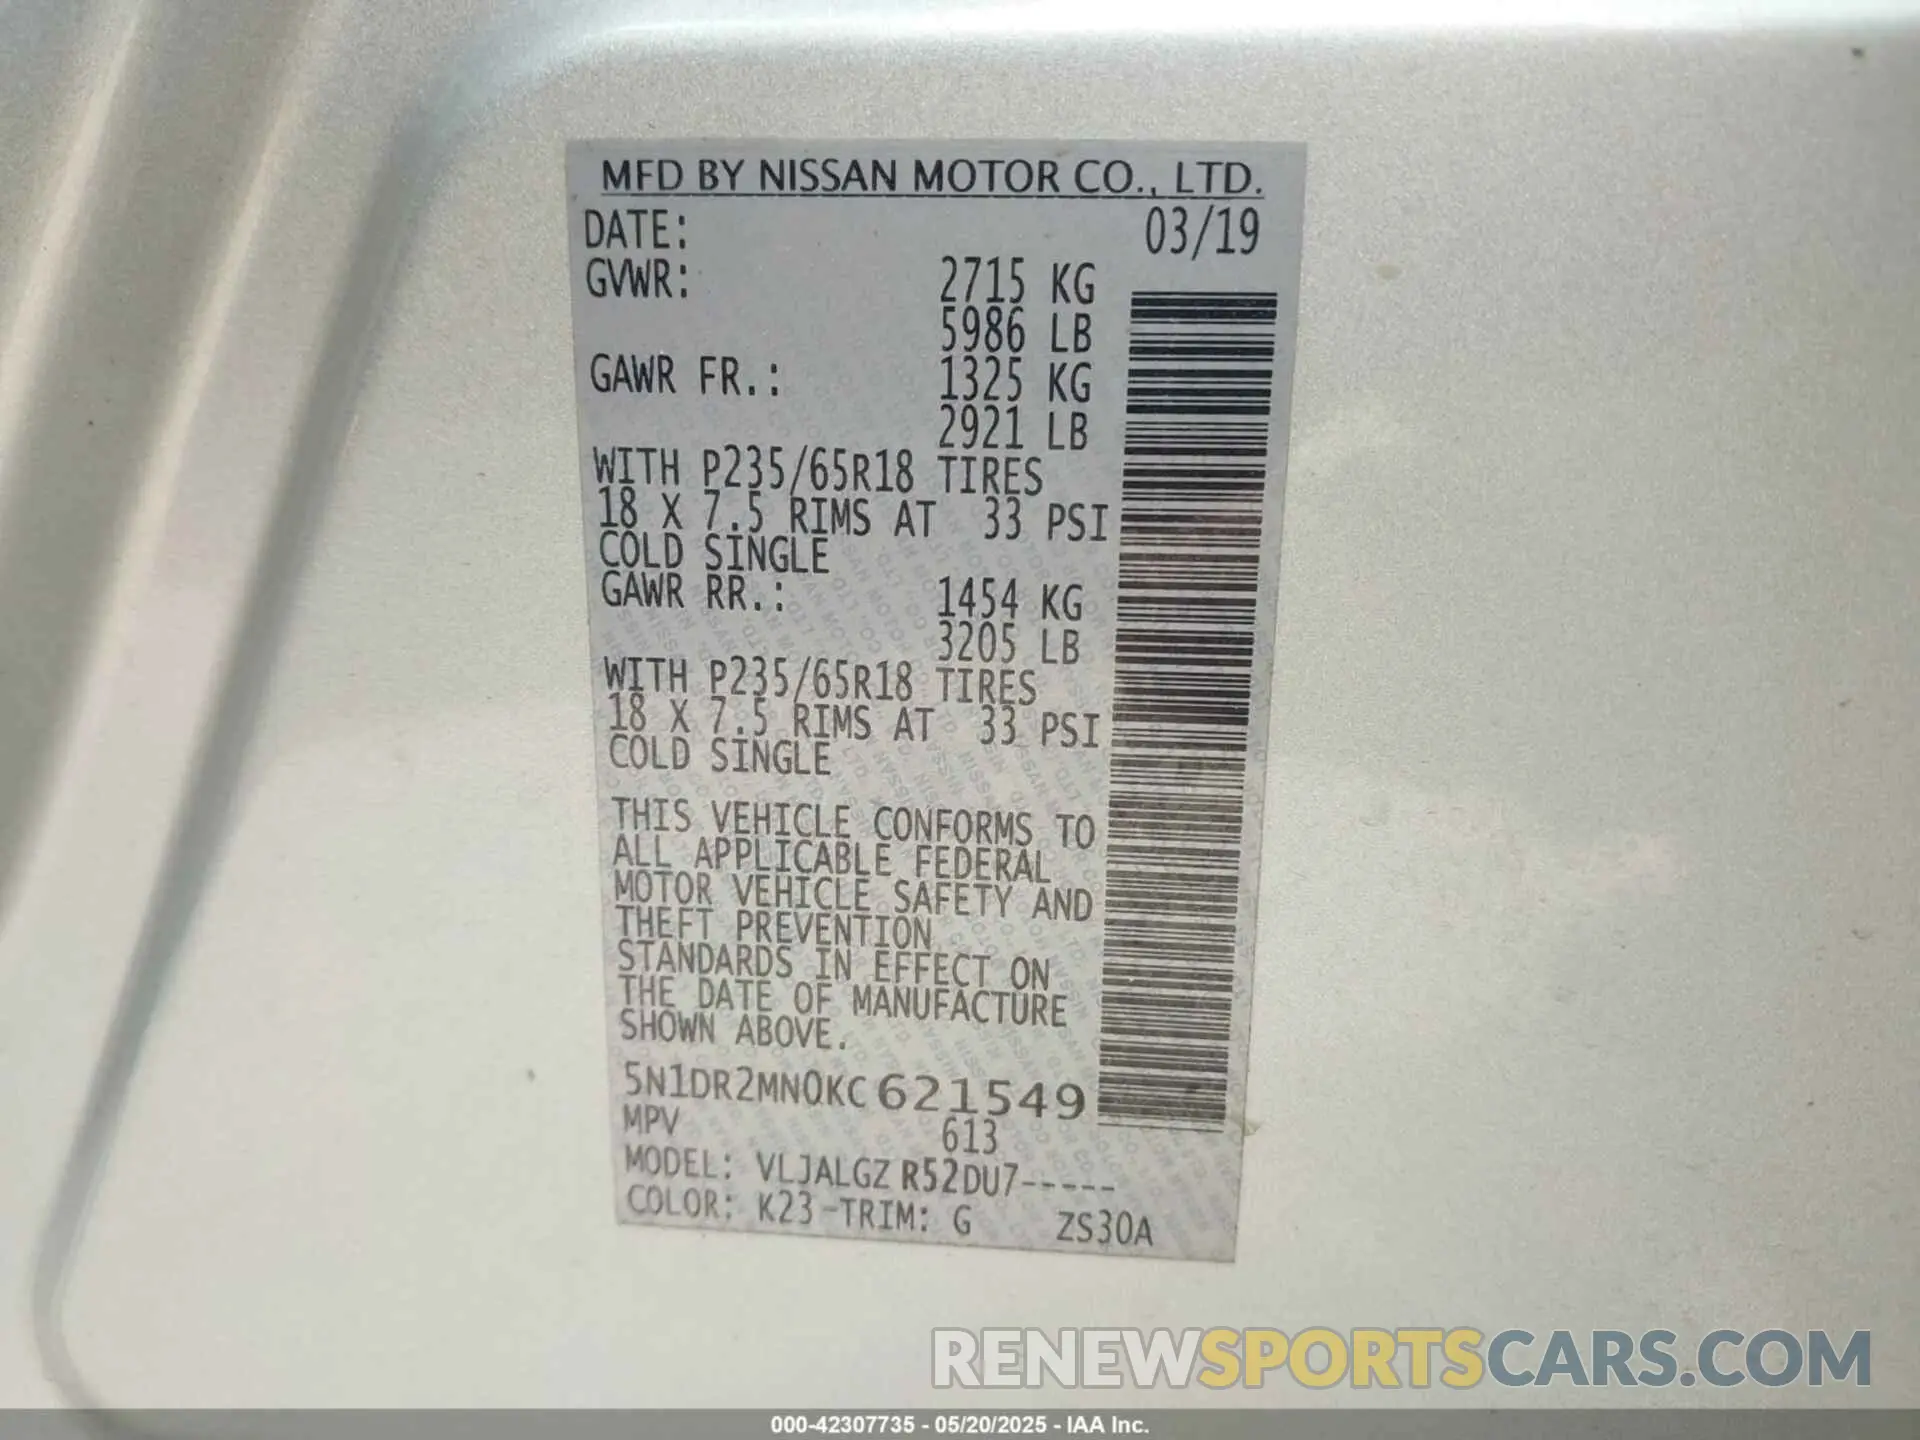 MFD BY NISSAN MOTOR CO., LTD.
DATE: 03/19
GVWR: 2715 KG
5986 LB
GAWR FR.: 1325 KG
2921 LB
WITH P235/65R18 TIRES
18 X 7.5 RIMS AT 33 PSI
COLD SINGLE
GAWR RR.: 1454 KG
3205 LB
WITH P235/65R18 TIRES
18 X 7.5 RIMS AT 33 PSI
COLD SINGLE
THIS VEHICLE CONFORMS TO
ALL APPLICABLE FEDERAL
MOTOR VEHICLE SAFETY AND
THEFT PREVENTION
STANDARDS IN EFFECT ON
THE DATE OF MANUFACTURE
SHOWN ABOVE.
5N1DR2MN0KC621549
MPV 613
MODEL: VLJALGZ R52DU7-----
COLOR: K23-TRIM: G ZS30A
RENEWSPORTSCARS.COM
000-42307735 - 05/20/2025 - IAA Inc.